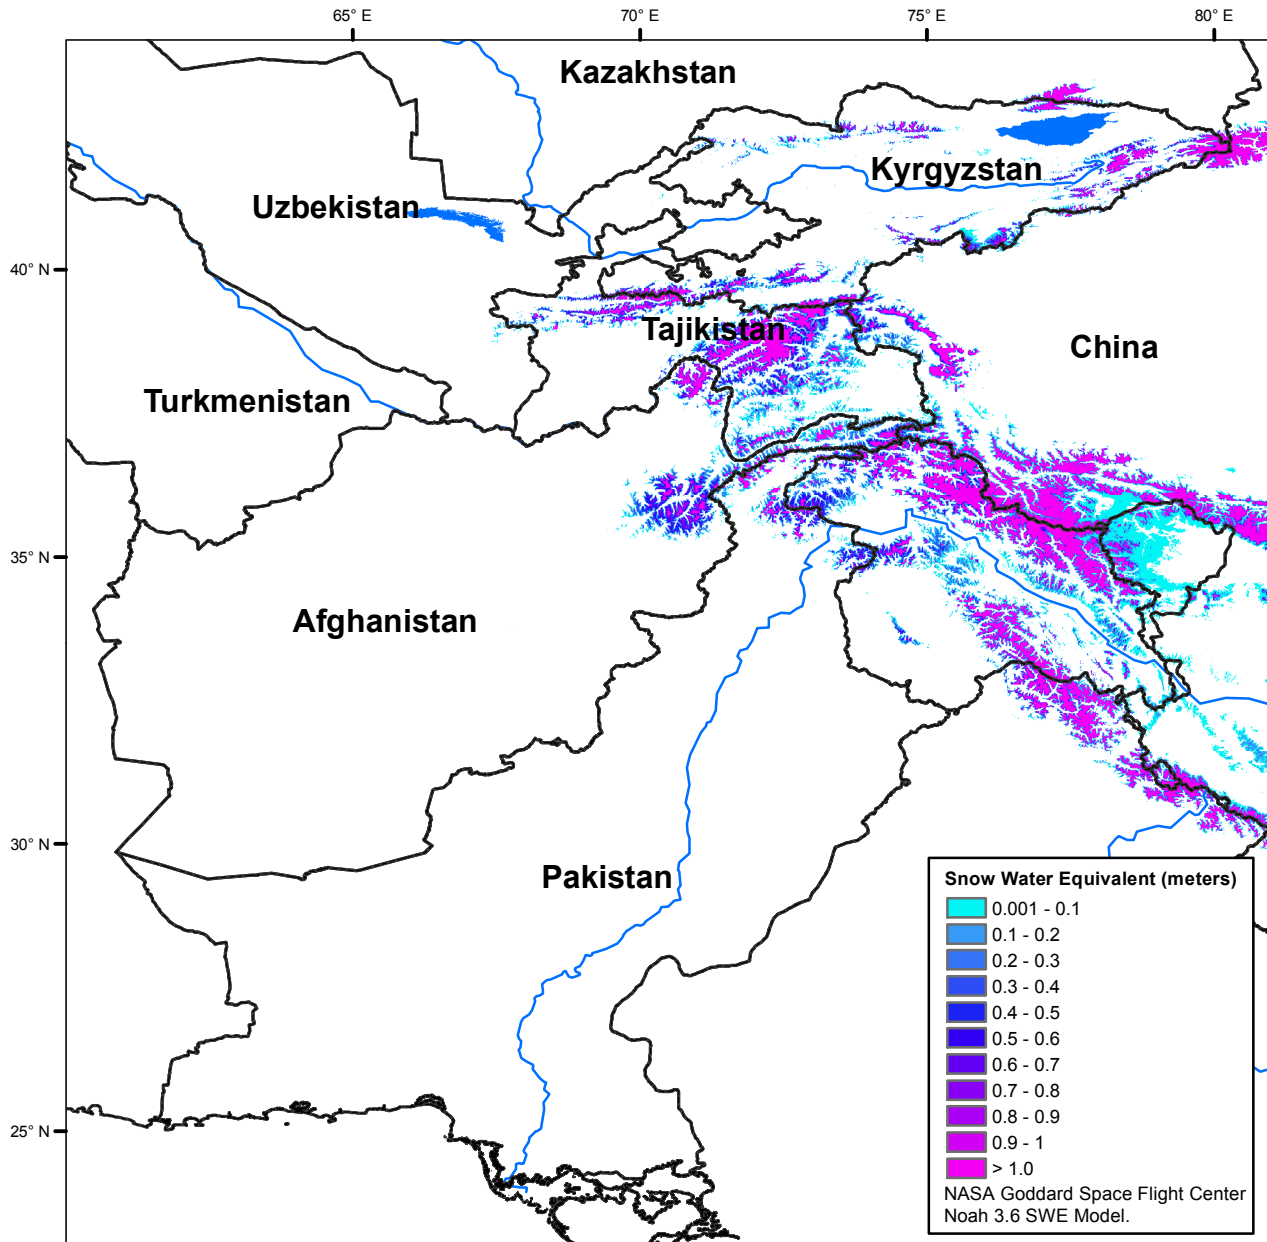 65° E 70° E 75° E 80° E
Kazakhstan
Kyrgyzstan
Uzbekistan
40° N
Tajikistan
China
Turkmenistan
35° N
Afghanistan
30° N
Pakistan
25° N
Snow Water Equivalent (meters)
0.001 - 0.1
0.1 - 0.2
0.2 - 0.3
0.3 - 0.4
0.4 - 0.5
0.5 - 0.6
0.6 - 0.7
0.7 - 0.8
0.8 - 0.9
0.9 - 1
> 1.0
NASA Goddard Space Flight Center
Noah 3.6 SWE Model.